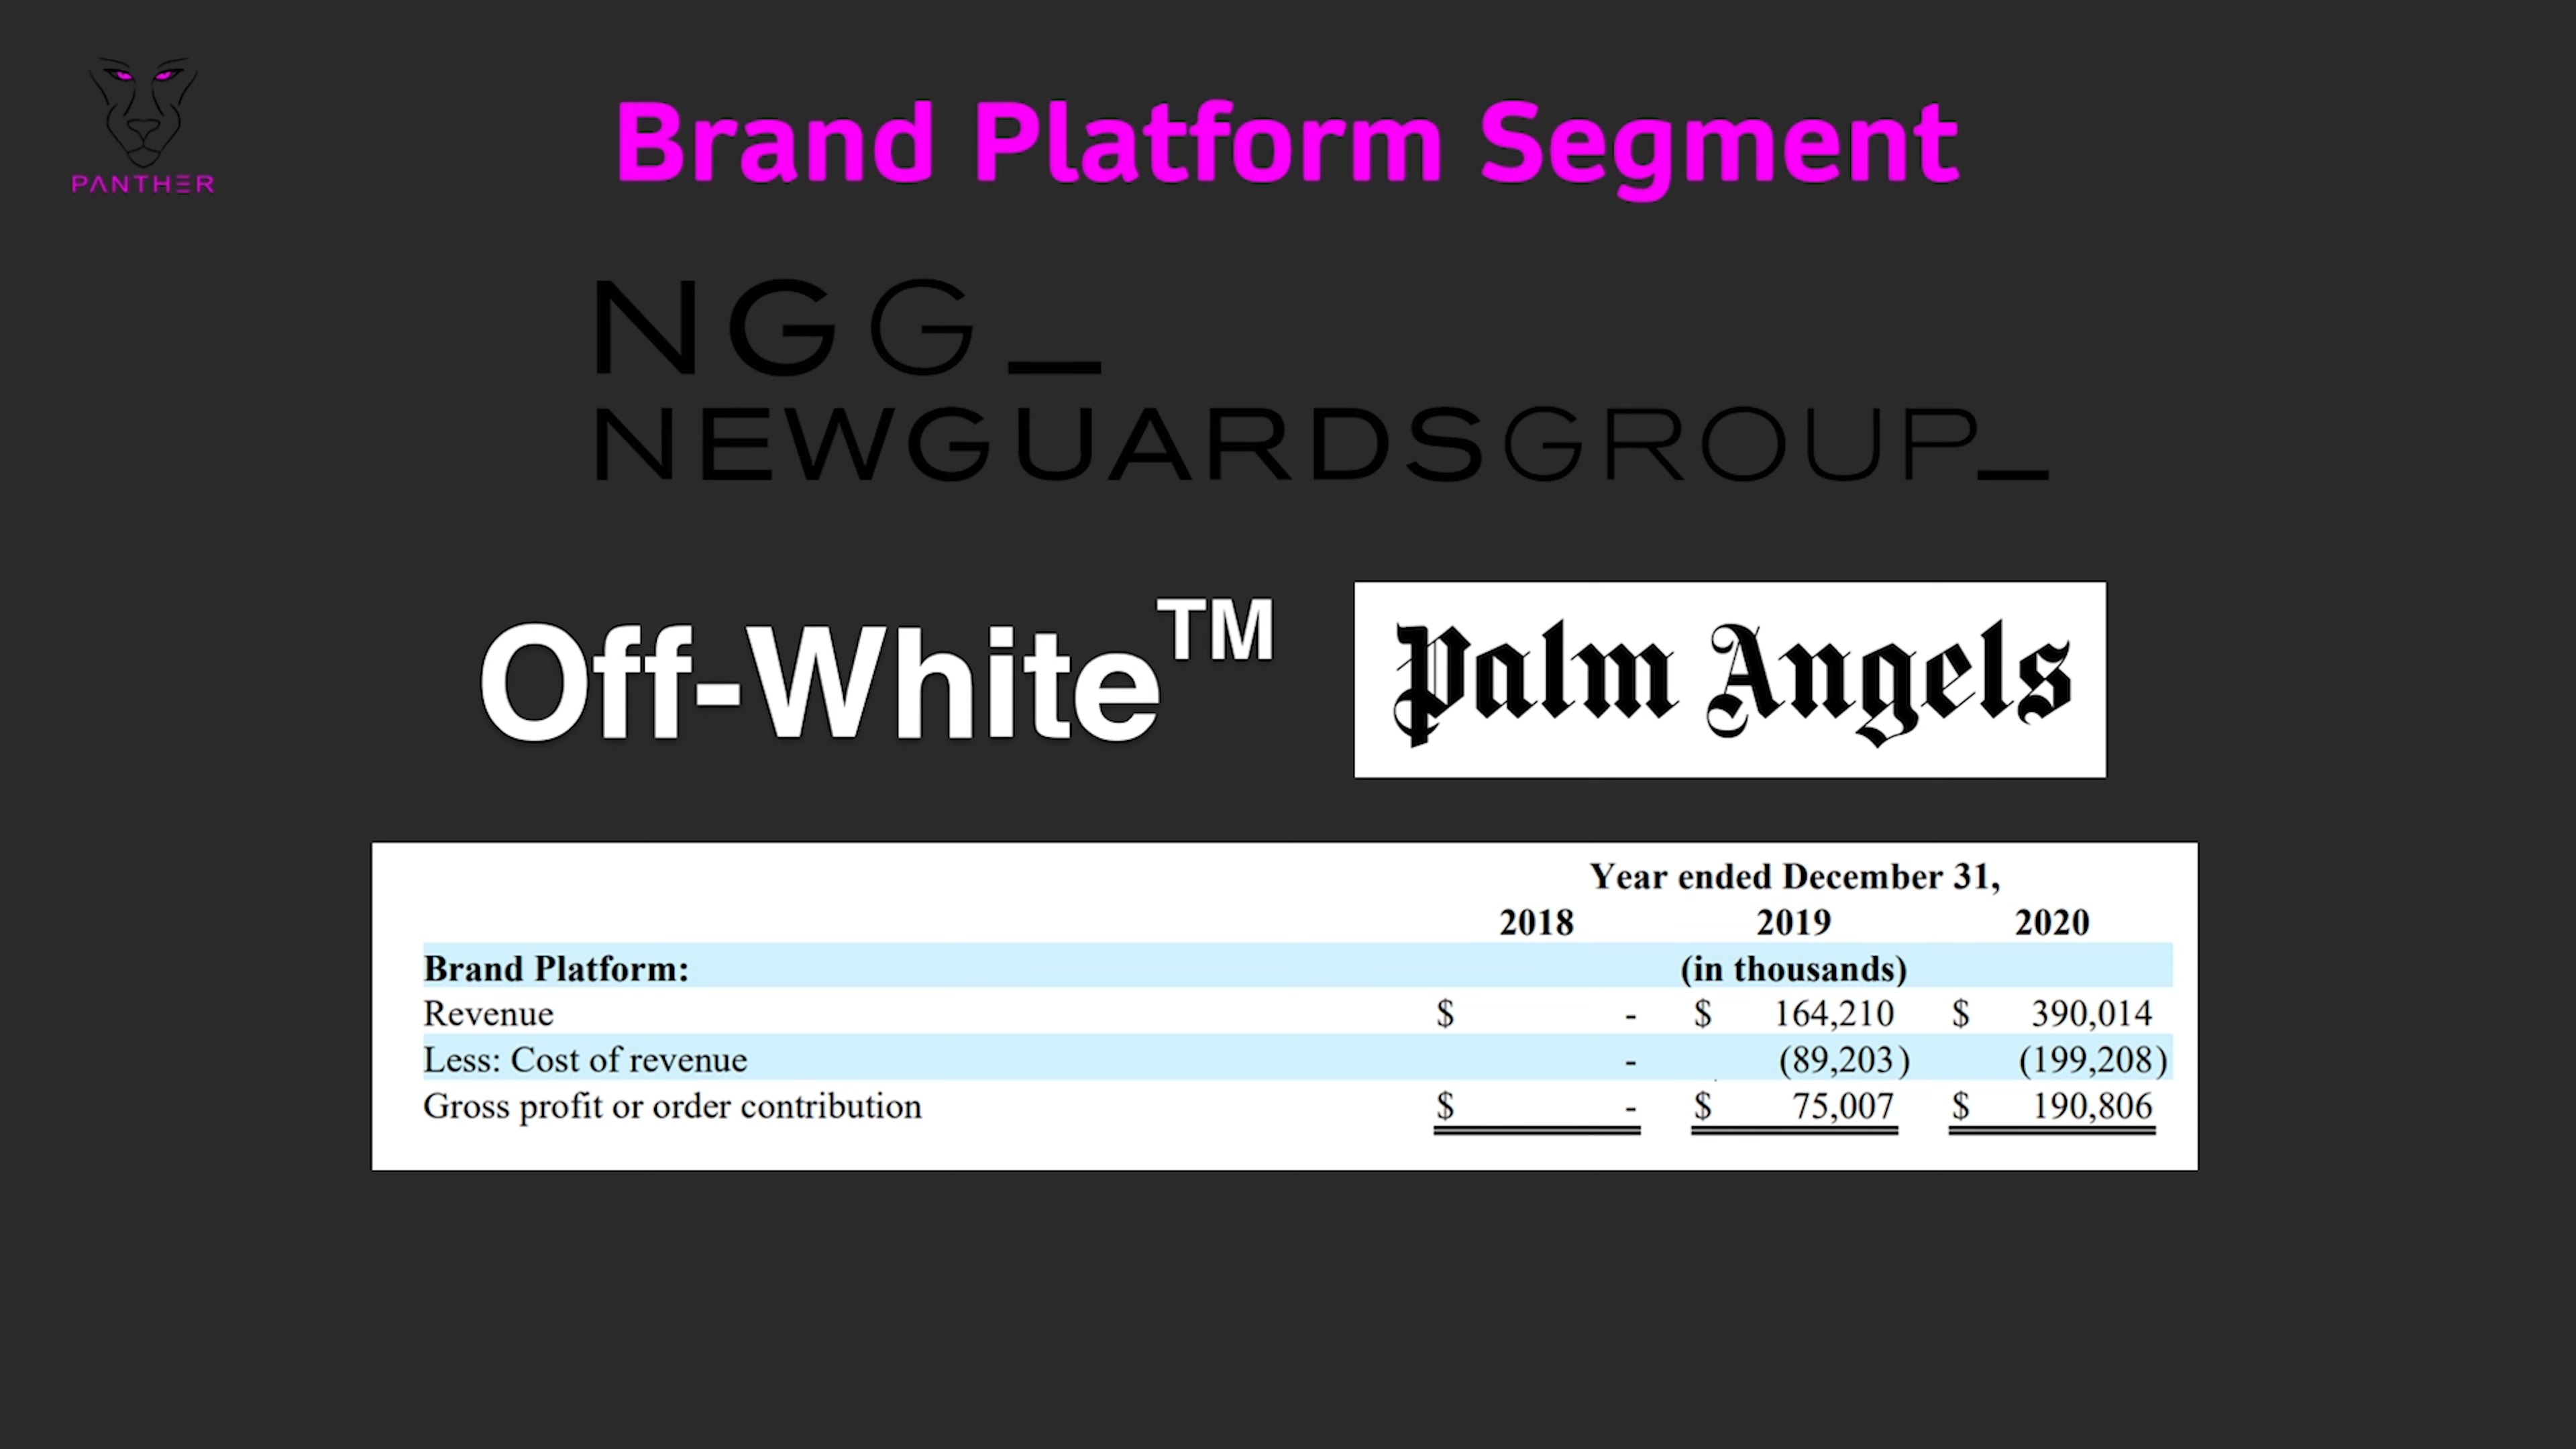 PANTHER
Brand Platform Segment
NGG_
NEWGUARDSGROUP_
Off-White™
Palm Angels
Year ended December 31,
2018 2019 2020
Brand Platform: (in thousands)
Revenue $ - $ 164,210 $ 390,014
Less: Cost of revenue - (89,203) (199,208)
Gross profit or order contribution $ - $ 75,007 $ 190,806